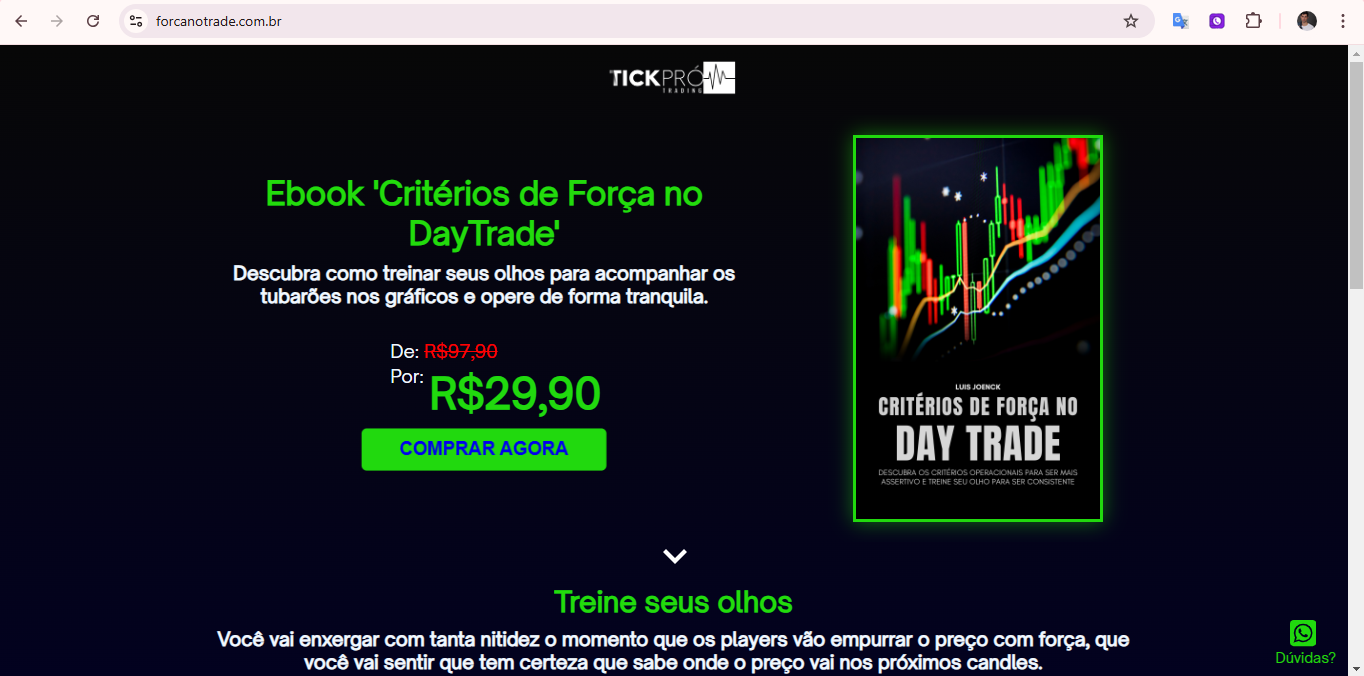 forcanotrade.com.br
TICKPRÓ
TRADING
Ebook 'Critérios de Força no
DayTrade'
Descubra como treinar seus olhos para acompanhar os
tubarões nos gráficos e opere de forma tranquila.
De: R$97,90
Por: R$29,90
COMPRAR AGORA
LUIS JOENCK
CRITÉRIOS DE FORÇA NO
DAY TRADE
DESCUBRA OS CRITÉRIOS OPERACIONAIS PARA SER MAIS
ASSERTIVO E TREINE SEU OLHO PARA SER CONSISTENTE
Treine seus olhos
Você vai enxergar com tanta nitidez o momento que os players vão empurrar o preço com força, que
você vai sentir que tem certeza que sabe onde o preço vai nos próximos candles.
Dúvidas?